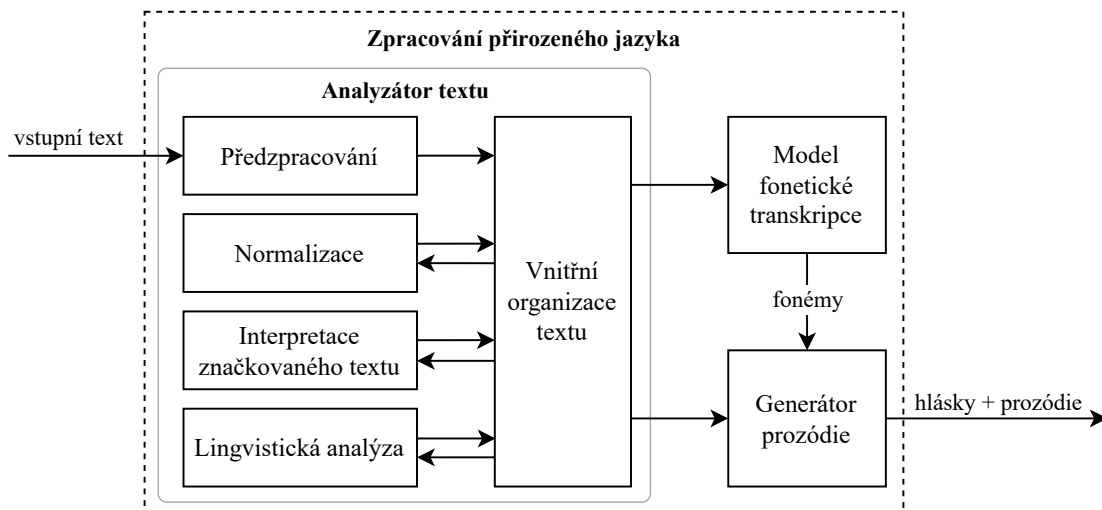 Zpracování přirozeného jazyka
Analyzátor textu
vstupní text
Předzpracování
Normalizace
Interpretace
značkovaného textu
Lingvistická analýza
Vnitřní
organizace
textu
Model
fonetické
transkripce
fonémy
Generátor
prozódie
hlásky + prozódie